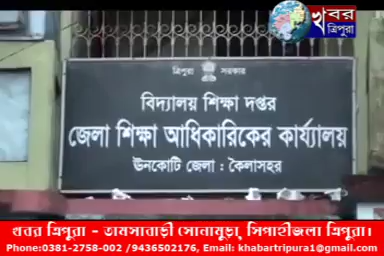 খবর
ত্রিপুরা
ত্রিপুরা সরকার
বিদ্যালয় শিক্ষা দপ্তর
জেলা শিক্ষা আধিকারিকের কার্য্যালয়
ঊনকোটি জেলা : কৈলাসহর
খবর ত্রিপুরা - তামসাবাড়ী সোনামুড়া, সিপাহীজলা ত্রিপুরা।
Phone:0381-2758-002 /9436502176, Email: khabartripura1@gmail.com